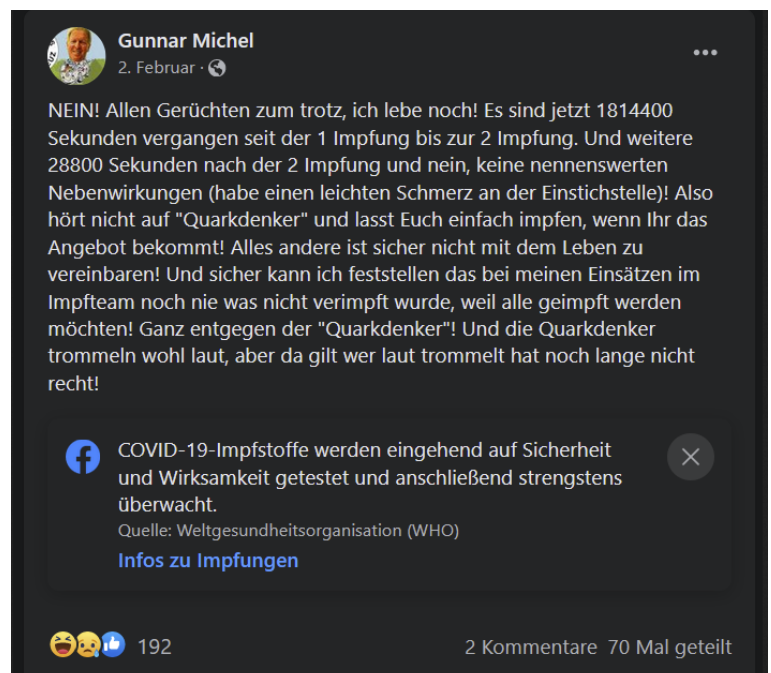 Gunnar Michel
2. Februar ·
NEIN! Allen Gerüchten zum trotz, ich lebe noch! Es sind jetzt 1814400
Sekunden vergangen seit der 1 Impfung bis zur 2 Impfung. Und weitere
28800 Sekunden nach der 2 Impfung und nein, keine nennenswerten
Nebenwirkungen (habe einen leichten Schmerz an der Einstichstelle)! Also
hört nicht auf "Quarkdenker" und lasst Euch einfach impfen, wenn Ihr das
Angebot bekommt! Alles andere ist sicher nicht mit dem Leben zu
vereinbaren! Und sicher kann ich feststellen das bei meinen Einsätzen im
Impfteam noch nie was nicht verimpft wurde, weil alle geimpft werden
möchten! Ganz entgegen der "Quarkdenker"! Und die Quarkdenker
trommeln wohl laut, aber da gilt wer laut trommelt hat noch lange nicht
recht!
COVID-19-Impfstoffe werden eingehend auf Sicherheit
und Wirksamkeit getestet und anschließend strengstens
überwacht.
Quelle: Weltgesundheitsorganisation (WHO)
Infos zu Impfungen
192
2 Kommentare 70 Mal geteilt